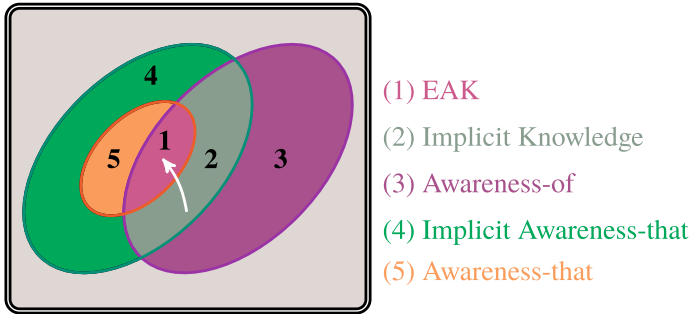 4
1
5
2
3
(1) EAK
(2) Implicit Knowledge
(3) Awareness-of
(4) Implicit Awareness-that
(5) Awareness-that